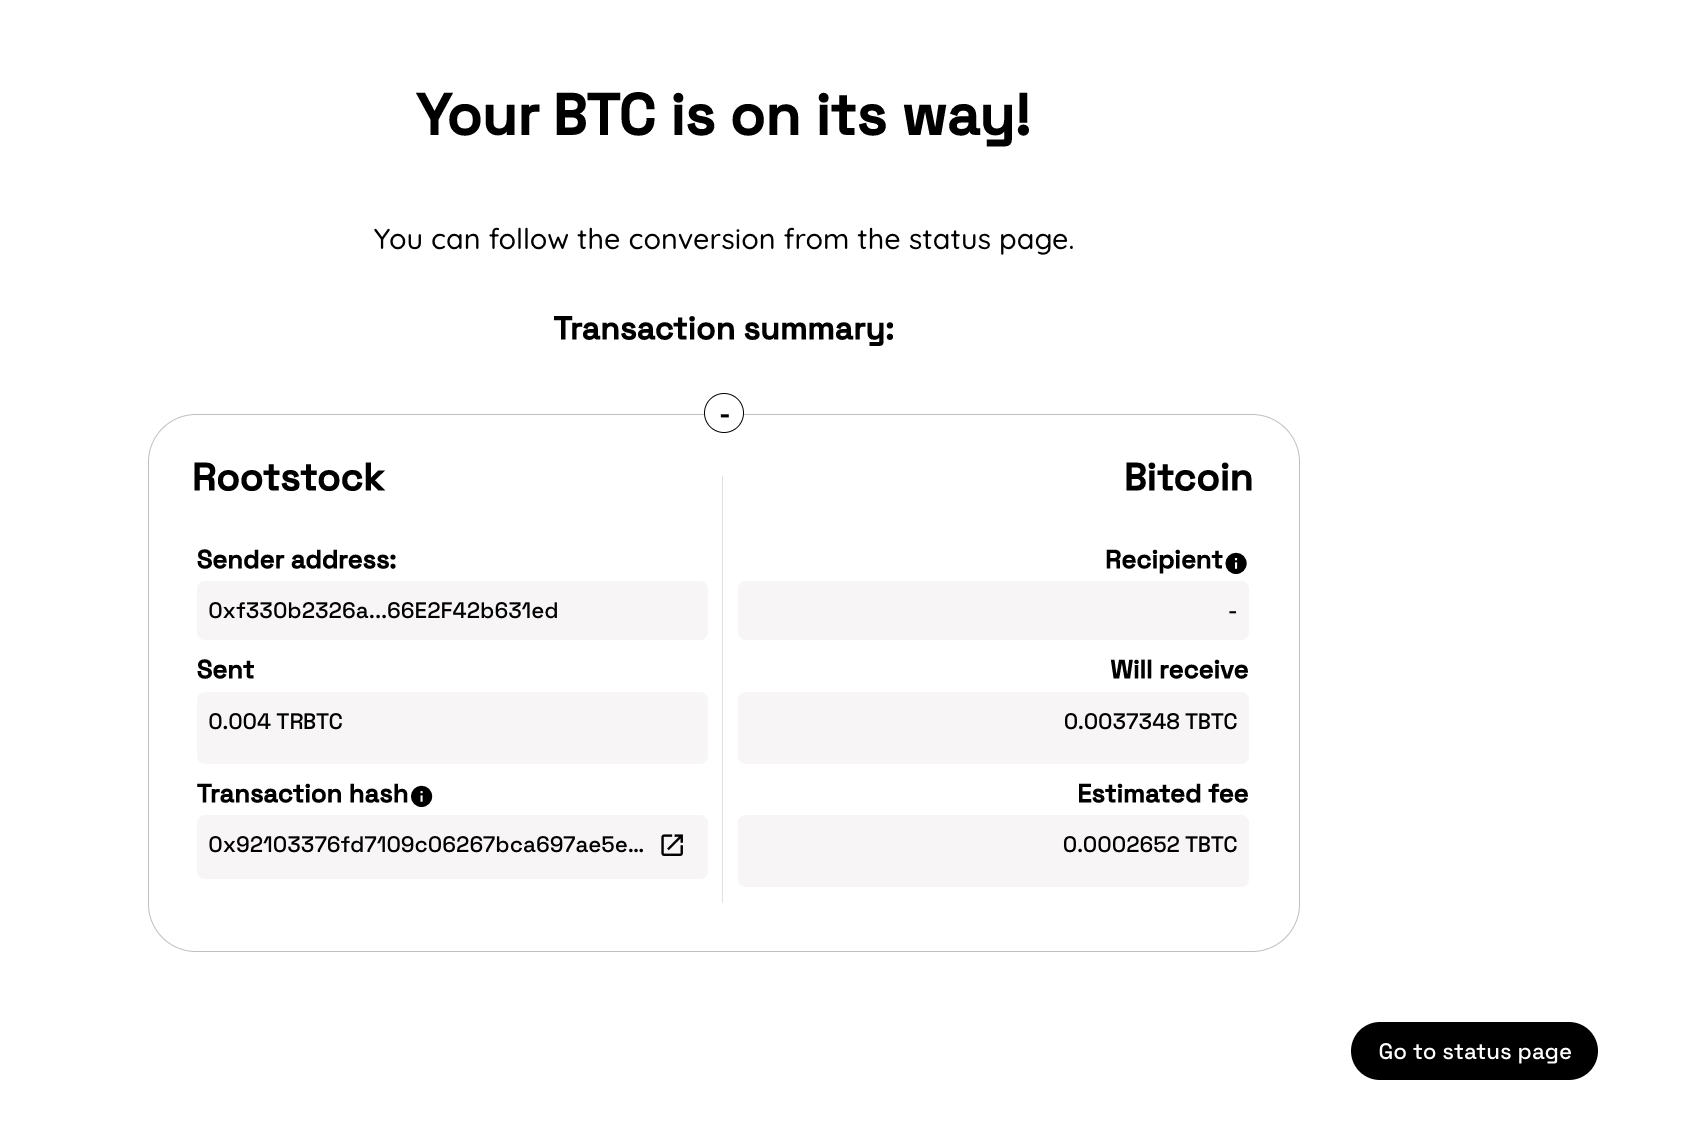 Your BTC is on its way!
You can follow the conversion from the status page.
Transaction summary:
-
Rootstock
Bitcoin
Sender address:
0xf330b2326a...66E2F42b631ed
Recipient
-
Sent
0.004 TRBTC
Will receive
0.0037348 TBTC
Transaction hash
0x92103376fd7109c06267bca697ae5e...
Estimated fee
0.0002652 TBTC
Go to status page